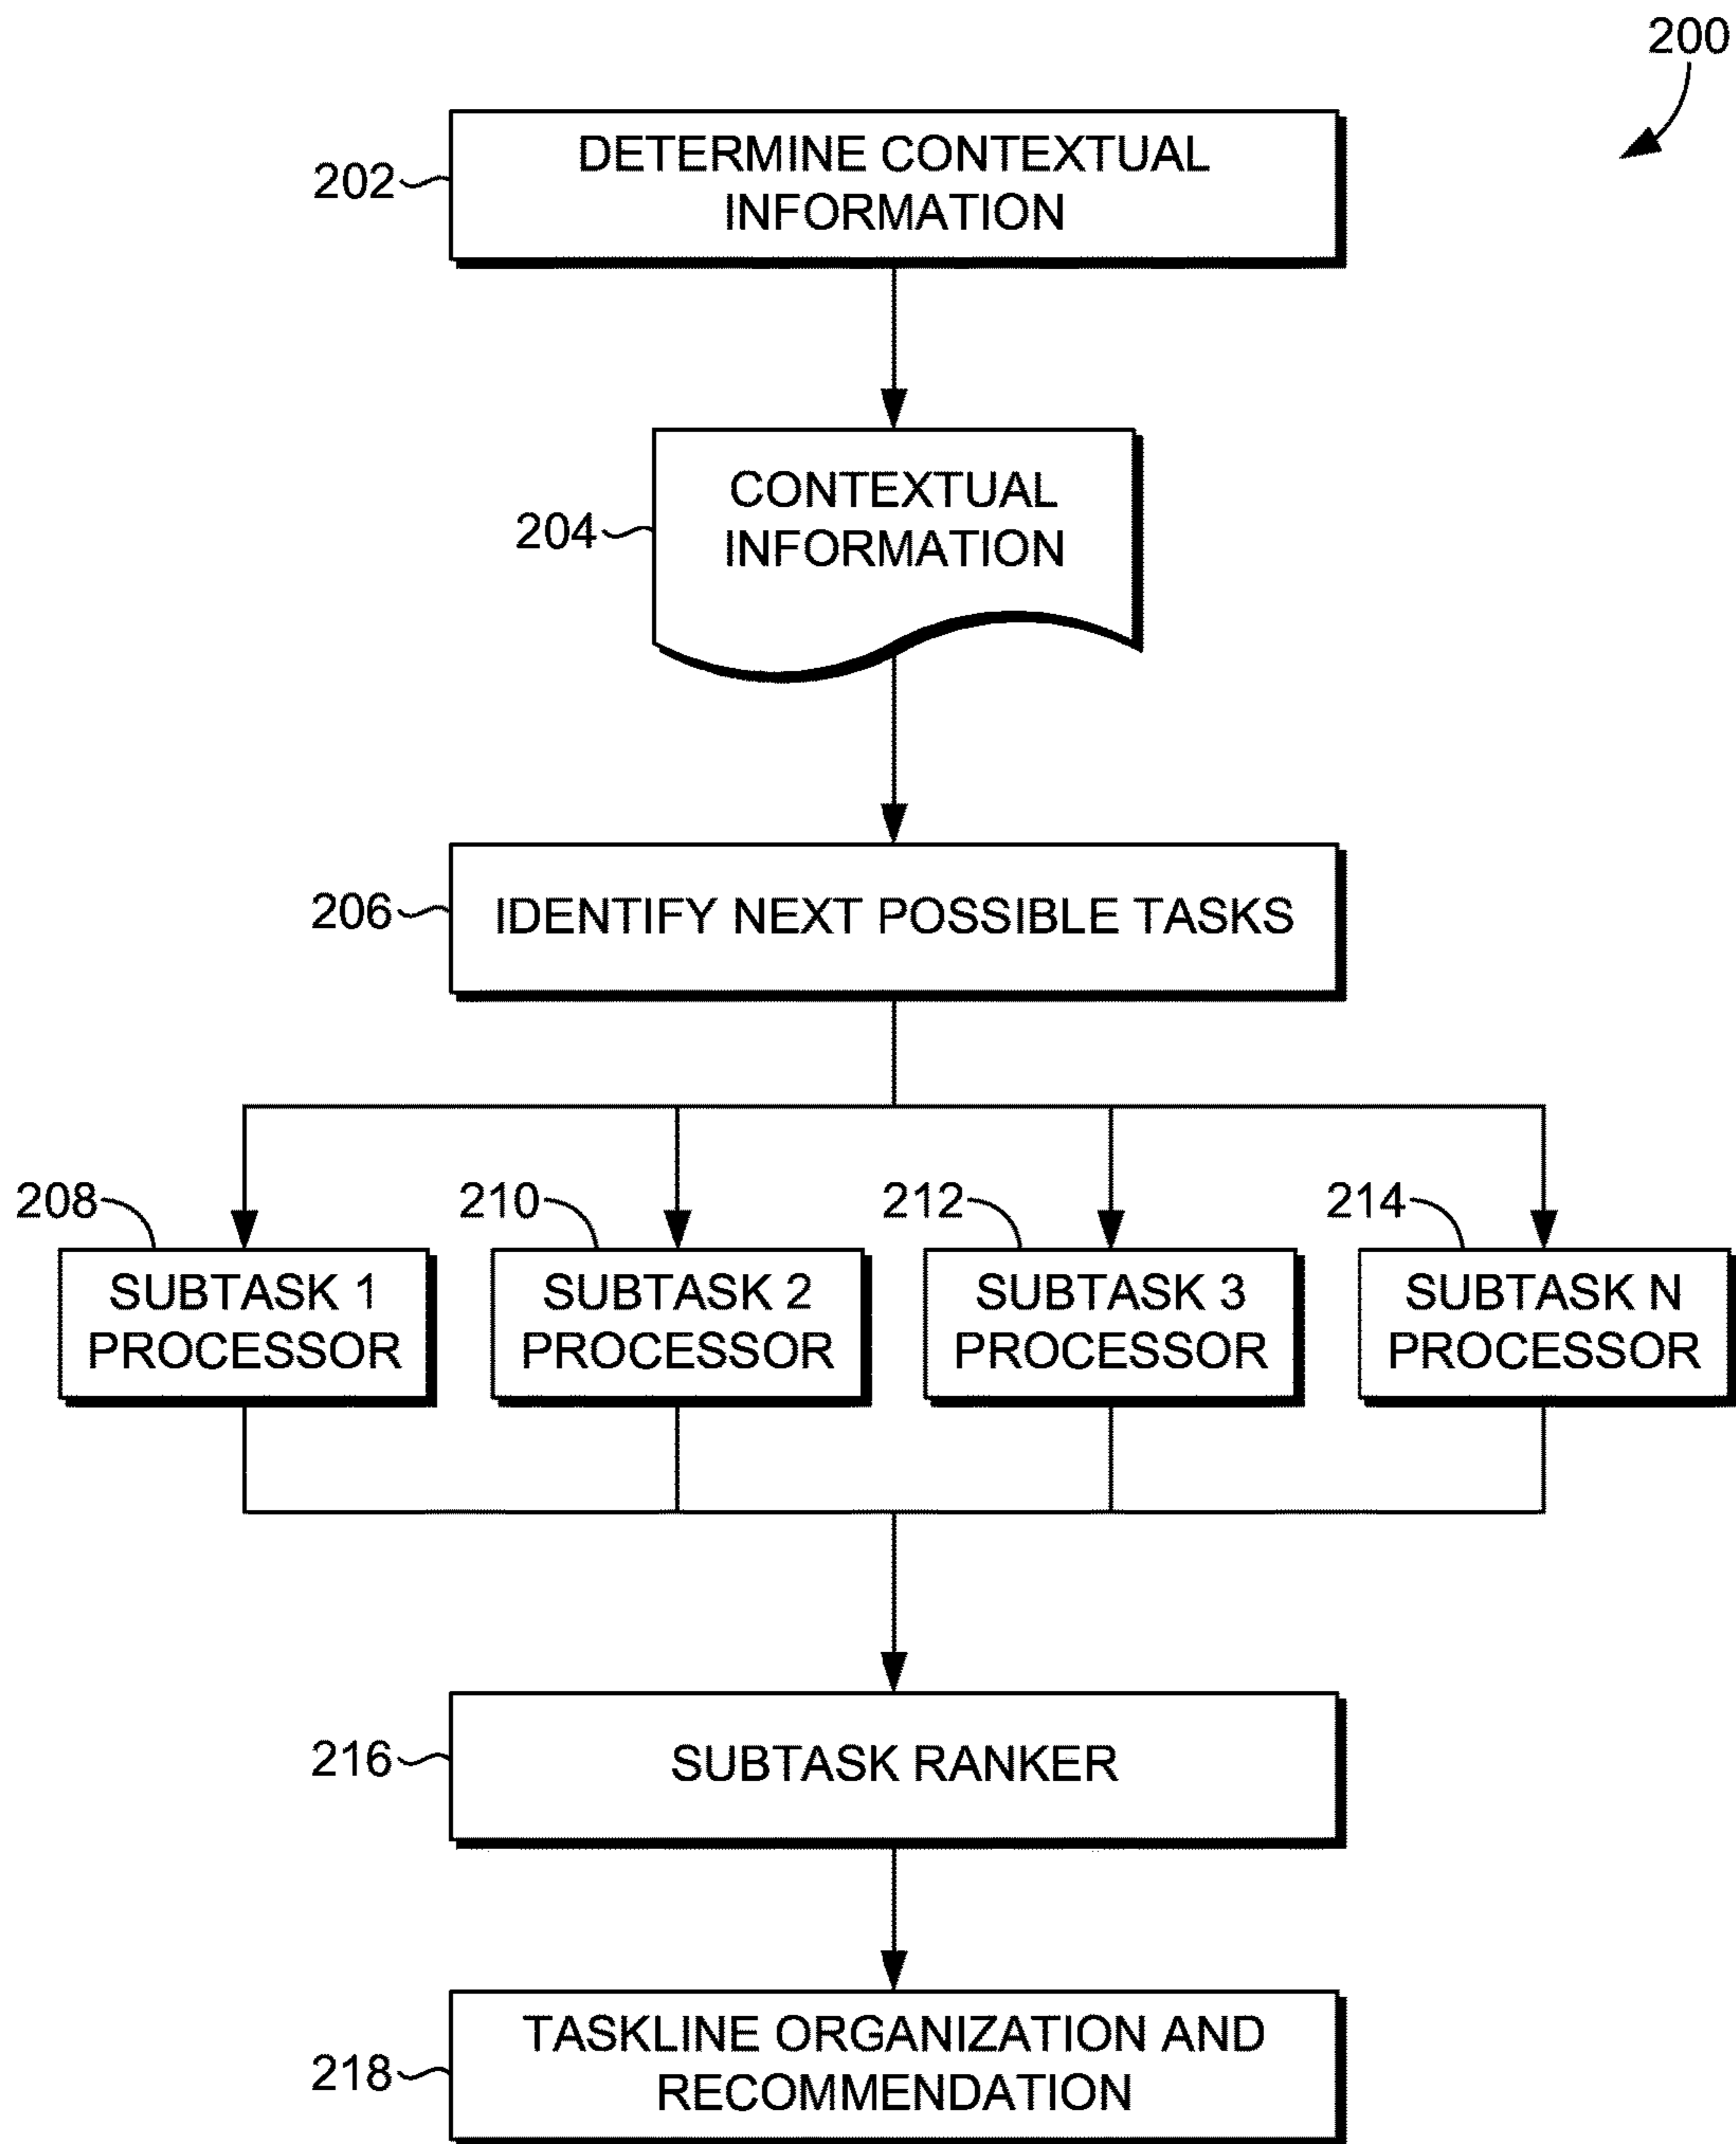 200
202
DETERMINE CONTEXTUAL
INFORMATION
204
CONTEXTUAL
INFORMATION
206
IDENTIFY NEXT POSSIBLE TASKS
208
210
212
214
SUBTASK 1
PROCESSOR
SUBTASK 2
PROCESSOR
SUBTASK 3
PROCESSOR
SUBTASK N
PROCESSOR
216
SUBTASK RANKER
218
TASKLINE ORGANIZATION AND
RECOMMENDATION